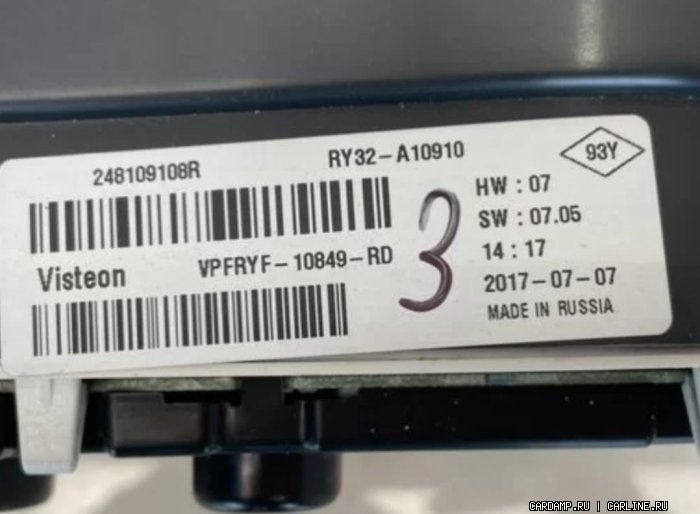 248109108R
RY32-A10910
93Y
HW : 07
SW : 07.05
3
Visteon
VPFRYF-10849-RD
14 : 17
2017-07-07
MADE IN RUSSIA
CARDAMP.RU | CARLINE.RU